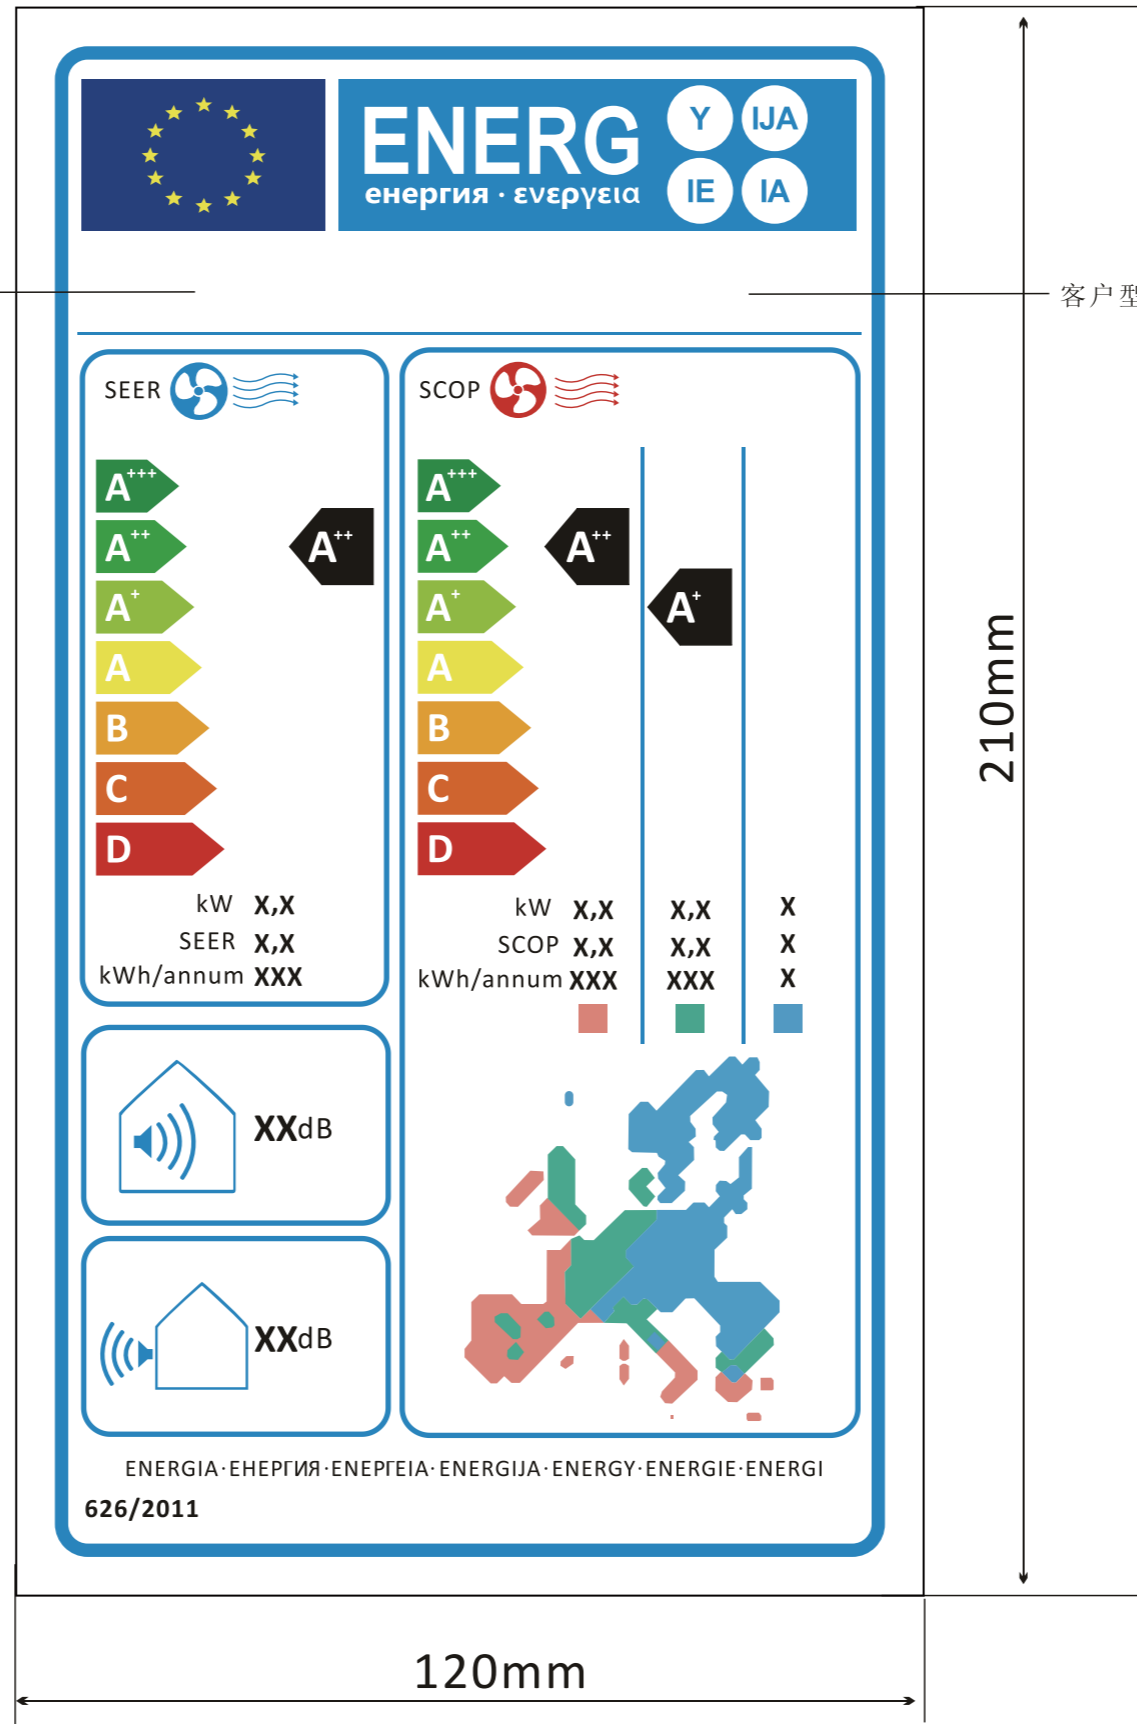 ENERG
енергия · ενεργεια
Y IJA
IE IA
客户型
SEER
A+++
A++
A+
A
B
C
D
A++
kW X,X
SEER X,X
kWh/annum XXX
SCOP
A+++
A++
A+
A
B
C
D
A++
A+
kW X,X X,X X
SCOP X,X X,X X
kWh/annum XXX XXX X
XXdB
XXdB
ENERGIA·ЕНЕРГИЯ·ΕΝΕΡΓΕΙΑ·ENERGIJA·ENERGY·ENERGIE·ENERGI
626/2011
210mm
120mm